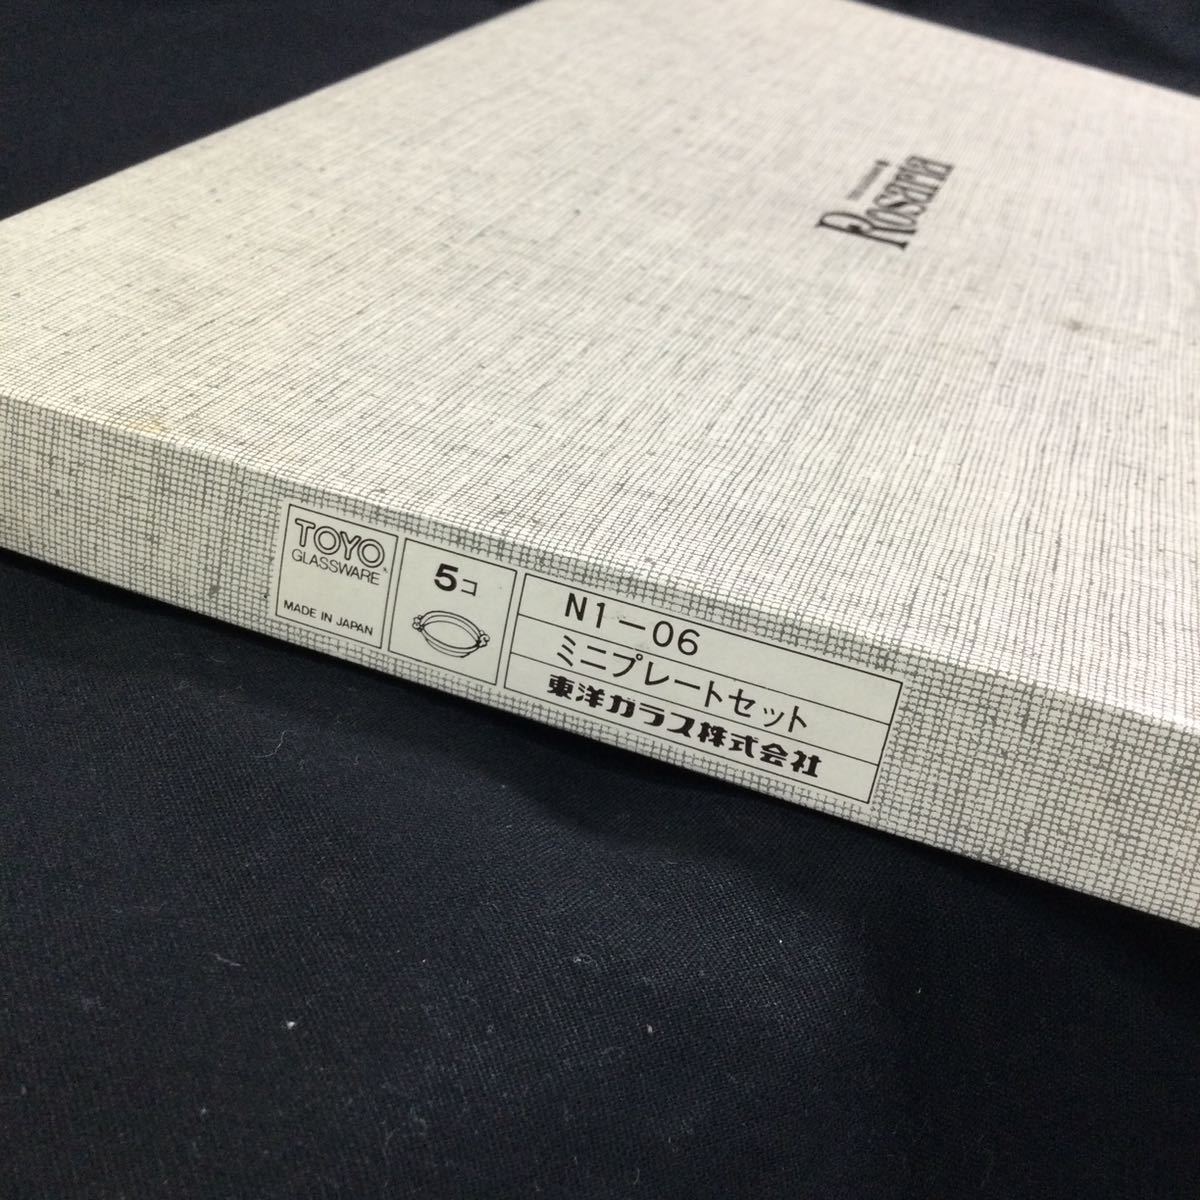 Rosaria
TOYO
GLASSWARE
MADE IN JAPAN
5コ
N1-06
ミニプレートセット
東洋ガラス株式会社